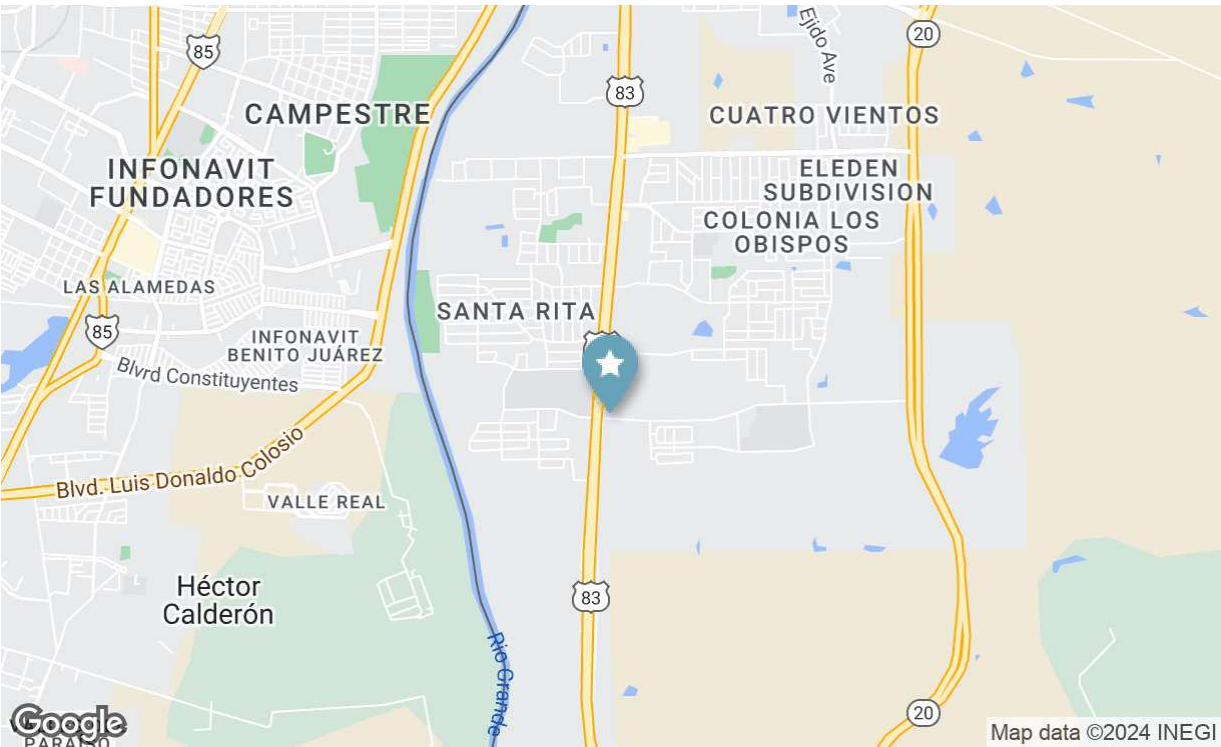 85
Ejido Ave
20
83
CAMPESTRE
CUATRO VIENTOS
INFONAVIT
FUNDADORES
ELEDEN
SUBDIVISION
COLONIA LOS
OBISPOS
LAS ALAMEDAS
SANTA RITA
85
INFONAVIT
BENITO JUÁREZ
Blvrd Constituyentes
Blvd. Luis Donaldo Colosio
VALLE REAL
Héctor
Calderón
83
Rio Grande
20
Google
PARAÍSO
Map data ©2024 INEGI